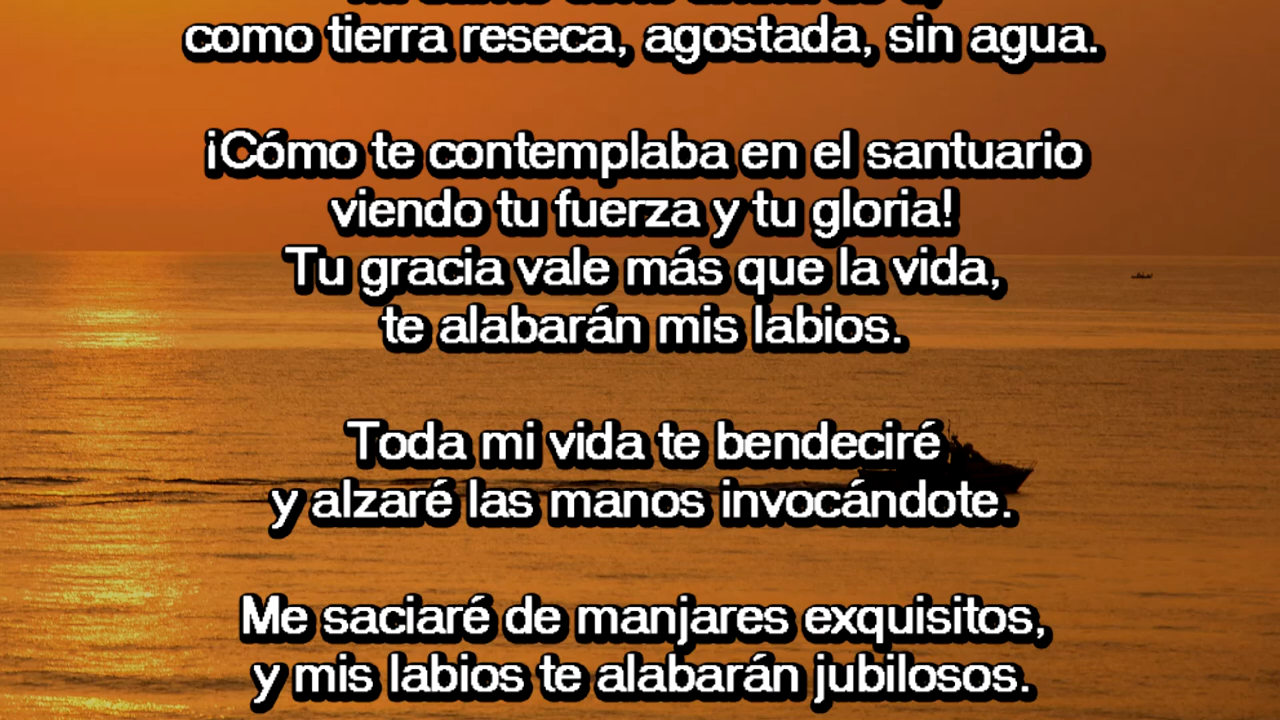 como tierra reseca, agostada, sin agua.
¡Cómo te contemplaba en el santuario
viendo tu fuerza y tu gloria!
Tu gracia vale más que la vida,
te alabarán mis labios.
Toda mi vida te bendeciré
y alzaré las manos invocándote.
Me saciaré de manjares exquisitos,
y mis labios te alabarán jubilosos.